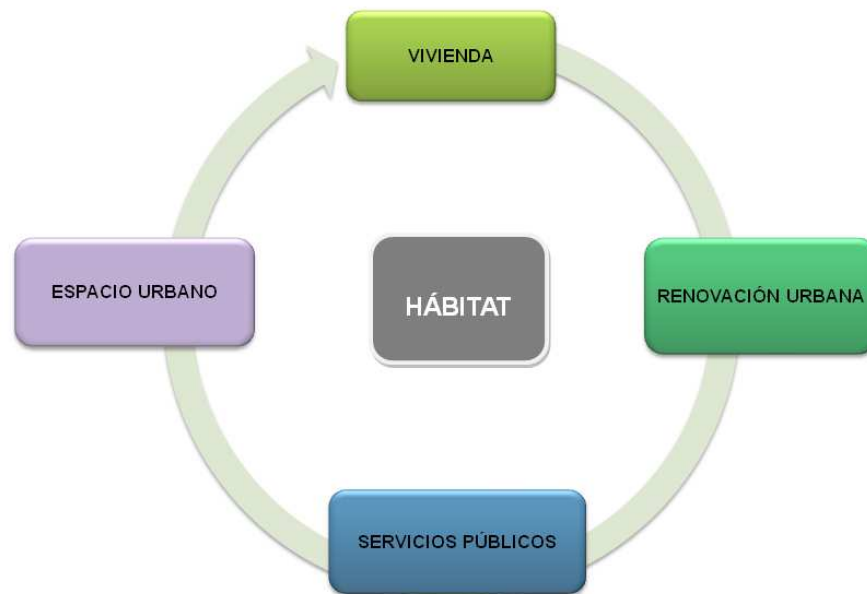 VIVIENDA
ESPACIO URBANO
HÁBITAT
RENOVACIÓN URBANA
SERVICIOS PÚBLICOS